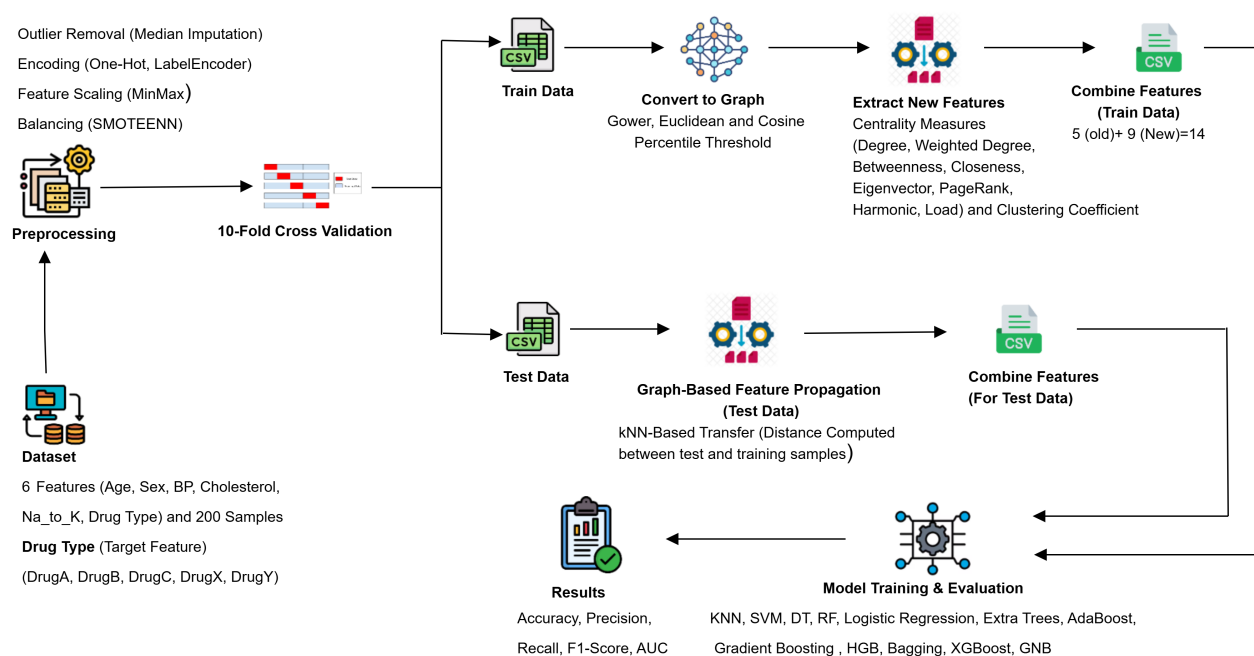 Outlier Removal (Median Imputation)
Encoding (One-Hot, LabelEncoder)
Feature Scaling (MinMax)
Balancing (SMOTEENN)
Preprocessing
10-Fold Cross Validation
CSV
Train Data
Convert to Graph
Gower, Euclidean and Cosine
Percentile Threshold
Extract New Features
Centrality Measures
(Degree, Weighted Degree,
Betweenness, Closeness,
Eigenvector, PageRank,
Harmonic, Load) and Clustering Coefficient
CSV
Combine Features
(Train Data)
5 (old)+ 9 (New)=14
CSV
Test Data
Graph-Based Feature Propagation
(Test Data)
kNN-Based Transfer (Distance Computed
between test and training samples)
CSV
Combine Features
(For Test Data)
Dataset
6 Features (Age, Sex, BP, Cholesterol,
Na_to_K, Drug Type) and 200 Samples
Drug Type (Target Feature)
(DrugA, DrugB, DrugC, DrugX, DrugY)
Results
Accuracy, Precision,
Recall, F1-Score, AUC
Model Training & Evaluation
KNN, SVM, DT, RF, Logistic Regression, Extra Trees, AdaBoost,
Gradient Boosting , HGB, Bagging, XGBoost, GNB